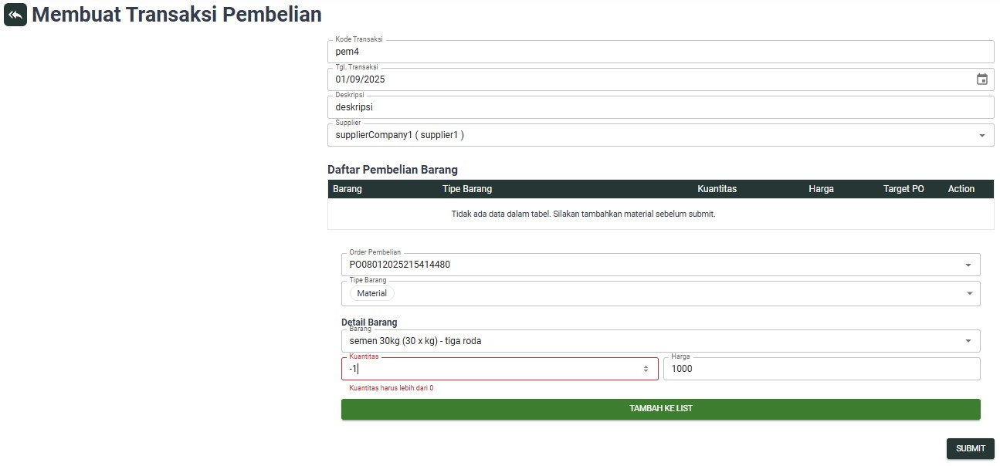 Membuat Transaksi Pembelian
Kode Transaksi
pem4
Tgl. Transaksi
01/09/2025
Deskripsi
deskripsi
Supplier
supplierCompany1 ( supplier1 )
Daftar Pembelian Barang
Barang Tipe Barang Kuantitas Harga Target PO Action
Tidak ada data dalam tabel. Silakan tambahkan material sebelum submit.
Order Pembelian
PO08012025215414480
Tipe Barang
Material
Detail Barang
Barang
semen 30kg (30 x kg) - tiga roda
Kuantitas Harga
-1 1000
Kuantitas harus lebih dari 0
TAMBAH KE LIST
SUBMIT